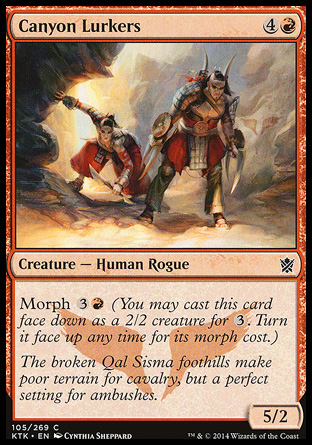 Canyon Lurkers 4
Creature — Human Rogue
Morph 3 (You may cast this card
face down as a 2/2 creature for 3. Turn
it face up any time for its morph cost.)
The broken Qal Sisma foothills make
poor terrain for cavalry, but a perfect
setting for ambushes.
5/2
105/269 C
KTK • EN Cynthia Sheppard ™ & © 2014 Wizards of the Coast